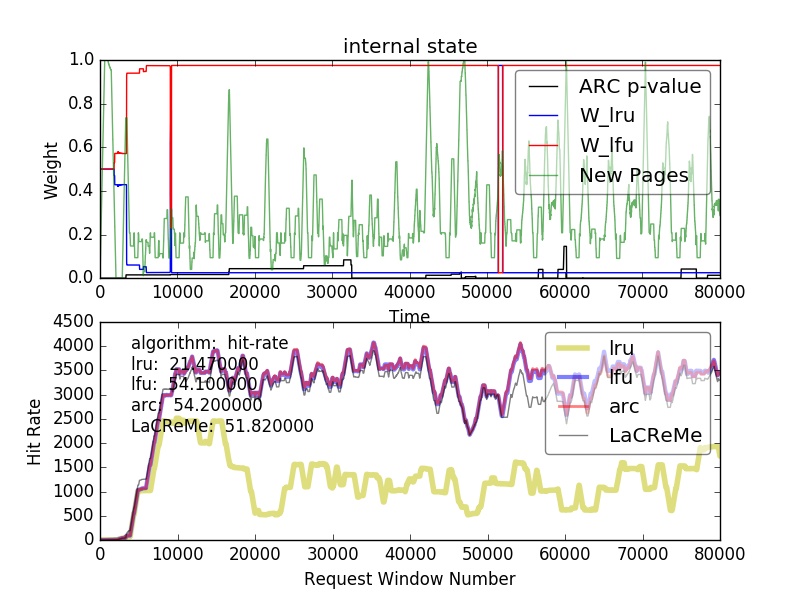 internal state
1.0
0.8
0.6
0.4
0.2
0.0
Weight
ARC p-value
W_lru
W_lfu
New Pages
0 10000 20000 30000 40000 50000 60000 70000 80000
Time
4500
4000
3500
3000
2500
2000
1500
1000
500
0
Hit Rate
algorithm: hit-rate
lru: 21.470000
lfu: 54.100000
arc: 54.200000
LaCReMe: 51.820000
lru
lfu
arc
LaCReMe
0 10000 20000 30000 40000 50000 60000 70000 80000
Request Window Number